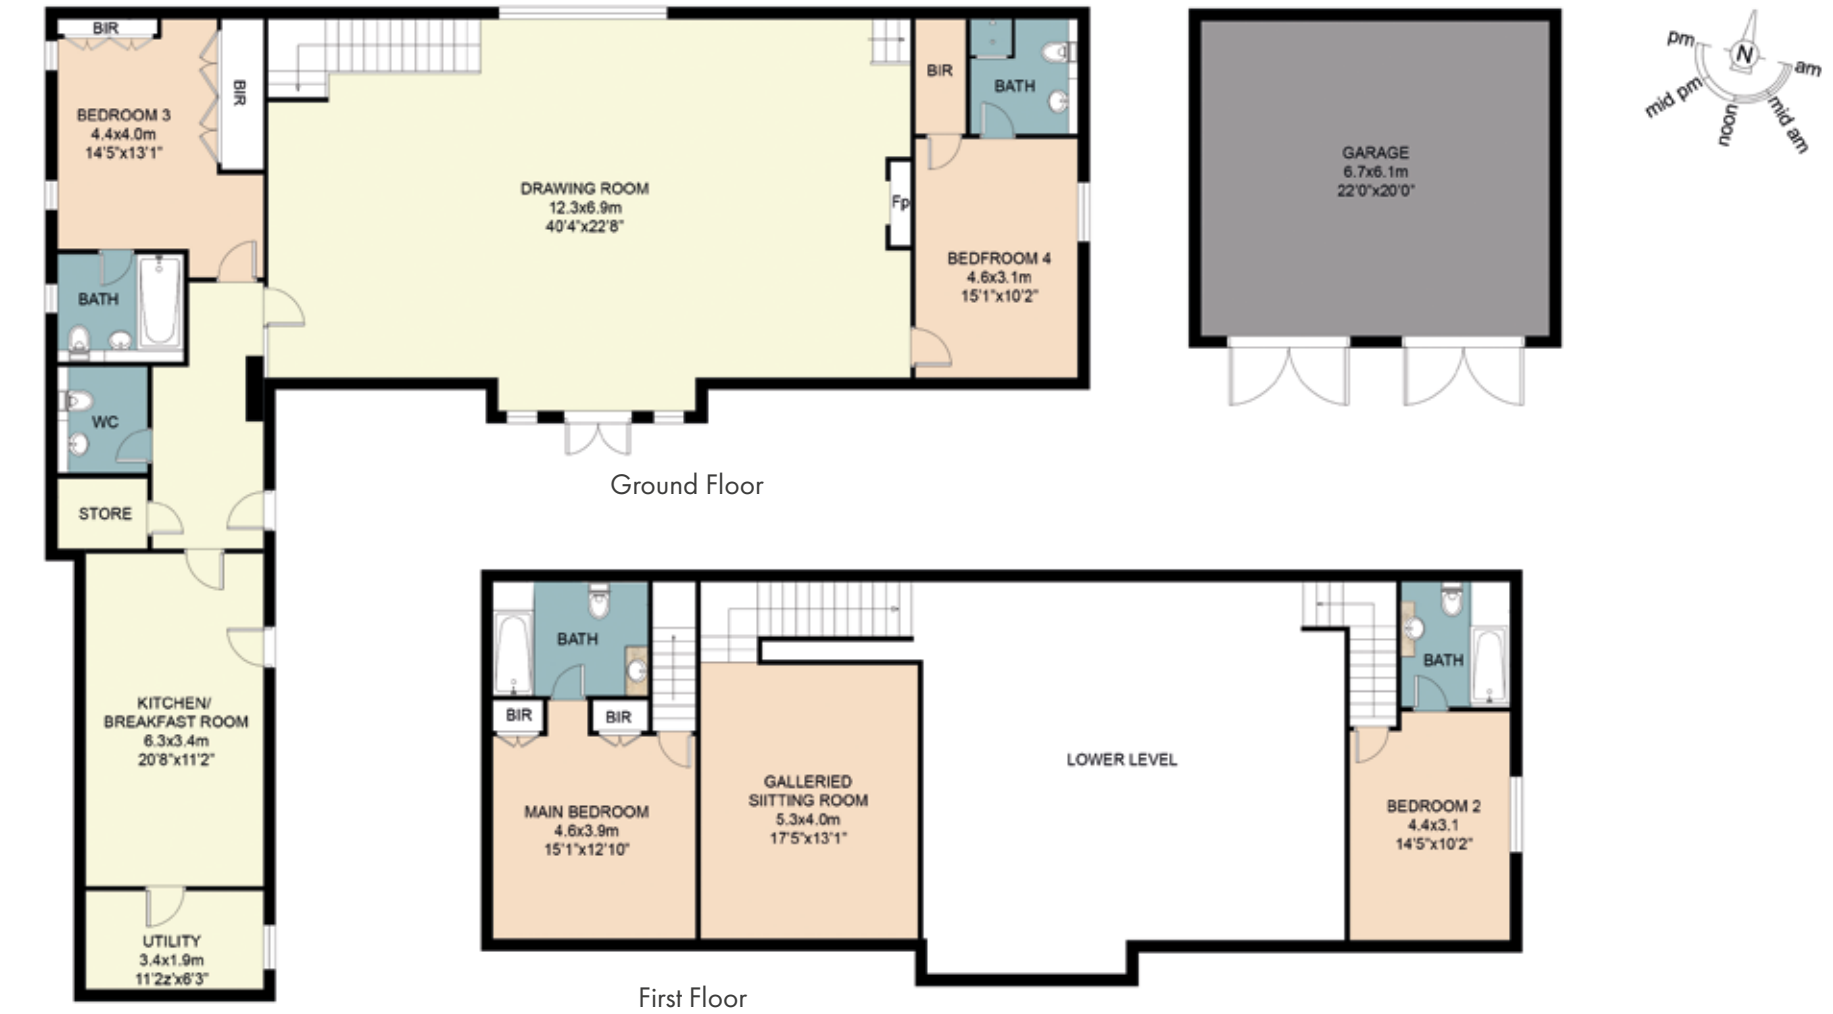 BIR
BIR
BEDROOM 3
4.4x4.0m
14'5"x13'1"
BATH
WC
STORE
KITCHEN/
BREAKFAST ROOM
6.3x3.4m
20'8"x11'2"
UTILITY
3.4x1.9m
11'2z'x6'3"
DRAWING ROOM
12.3x6.9m
40'4"x22'8"
Fp
BIR
BATH
BEDFROOM 4
4.6x3.1m
15'1"x10'2"
Ground Floor
GARAGE
6.7x6.1m
22'0"x20'0"
N
pm
mid pm
noon
mid am
am
BATH
BIR
BIR
MAIN BEDROOM
4.6x3.9m
15'1"x12'10"
GALLERIED
SIITTING ROOM
5.3x4.0m
17'5"x13'1"
LOWER LEVEL
BATH
BEDROOM 2
4.4x3.1
14'5"x10'2"
First Floor